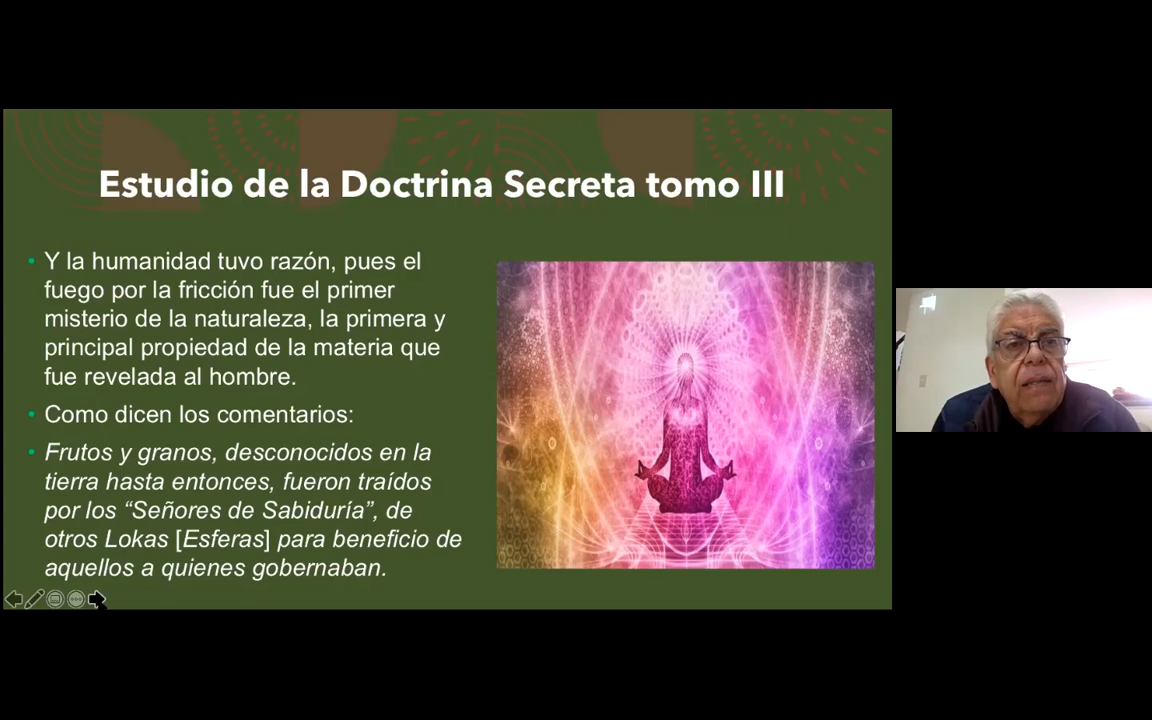 Estudio de la Doctrina Secreta tomo III
• Y la humanidad tuvo razón, pues el
fuego por la fricción fue el primer
misterio de la naturaleza, la primera y
principal propiedad de la materia que
fue revelada al hombre.
• Como dicen los comentarios:
• Frutos y granos, desconocidos en la
tierra hasta entonces, fueron traídos
por los “Señores de Sabiduría”, de
otros Lokas [Esferas] para beneficio de
aquellos a quienes gobernaban.